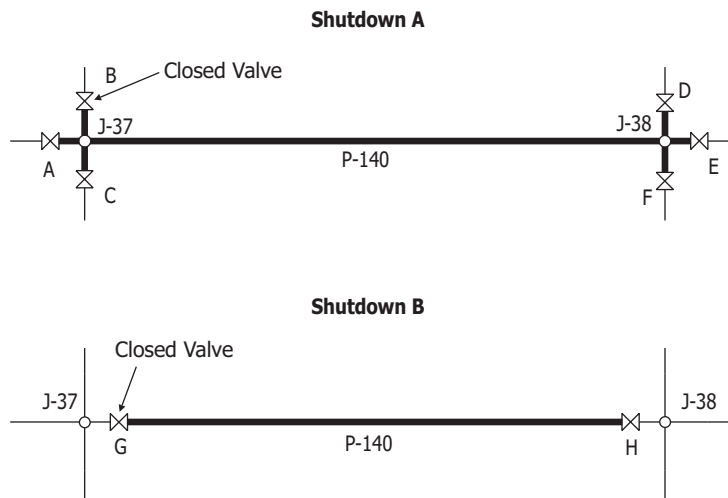 Shutdown A
B
Closed Valve
D
J-37
J-38
A
P-140
E
C
F
Shutdown B
Closed Valve
J-37
J-38
G
P-140
H